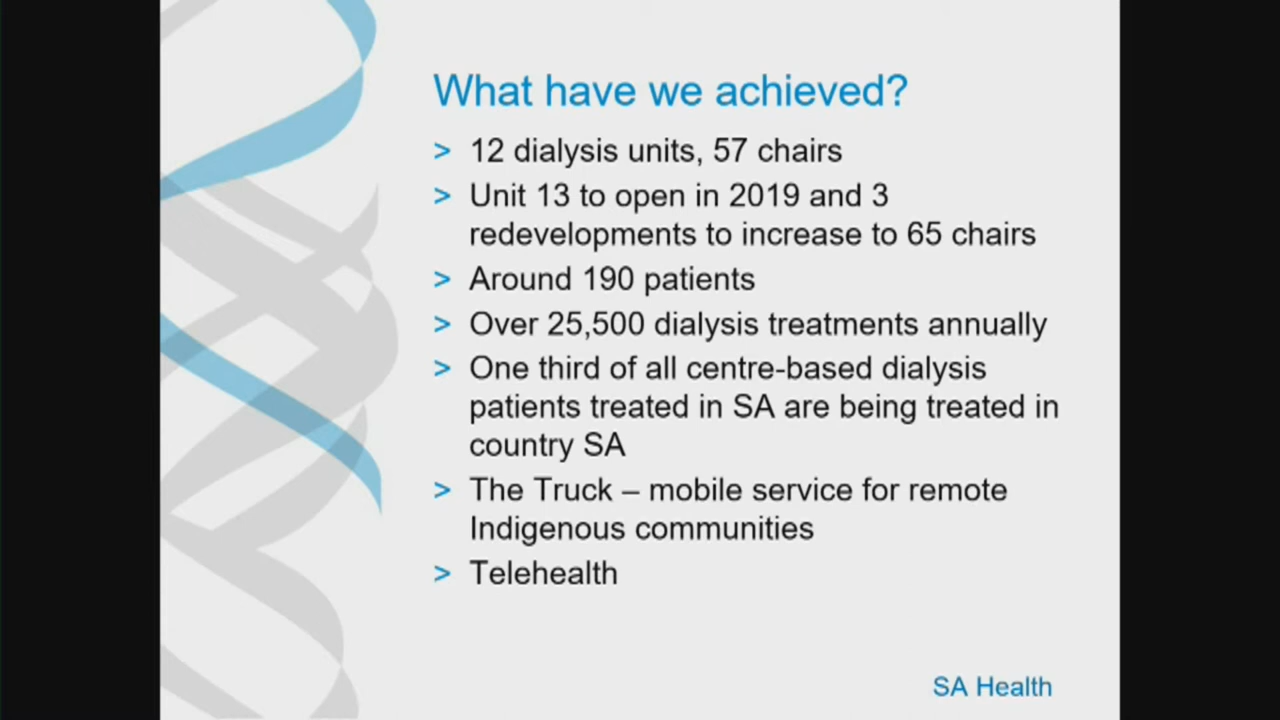 What have we achieved?
> 12 dialysis units, 57 chairs
> Unit 13 to open in 2019 and 3
redevelopments to increase to 65 chairs
> Around 190 patients
> Over 25,500 dialysis treatments annually
> One third of all centre-based dialysis
patients treated in SA are being treated in
country SA
> The Truck – mobile service for remote
Indigenous communities
> Telehealth
SA Health